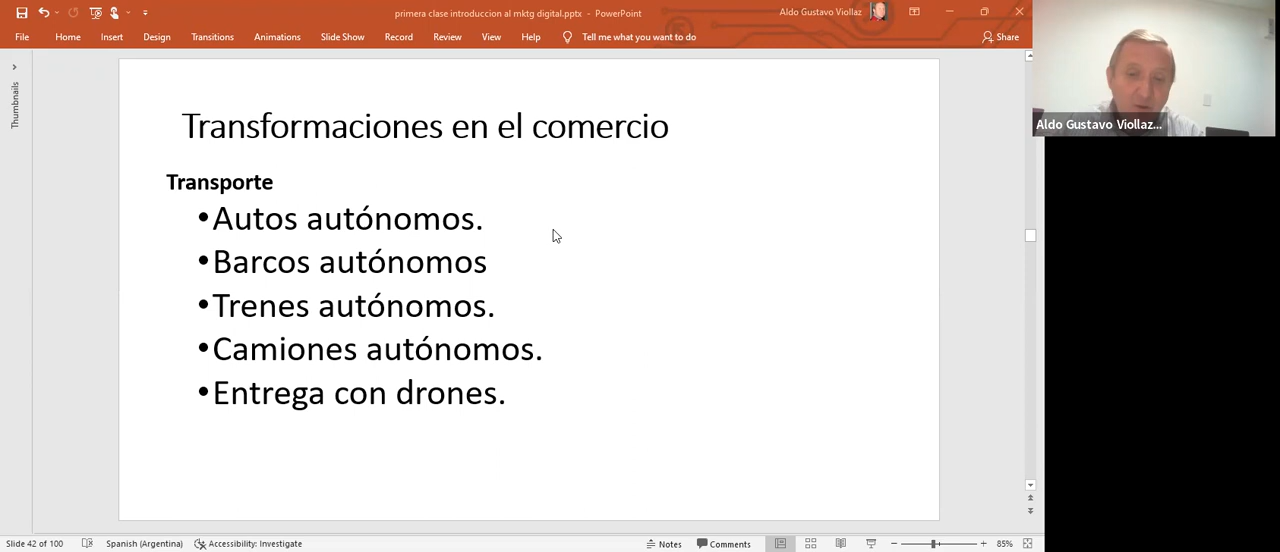 primera clase introduccion al mktg digital.pptx - PowerPoint
Aldo Gustavo Viollaz
File Home Insert Design Transitions Animations Slide Show Record Review View Help Tell me what you want to do Share
Thumbnails
Transformaciones en el comercio
Transporte
•Autos autónomos.
•Barcos autónomos
•Trenes autónomos.
•Camiones autónomos.
•Entrega con drones.
Aldo Gustavo Viollaz...
Slide 42 of 100 Spanish (Argentina) Accessibility: Investigate Notes Comments 85%